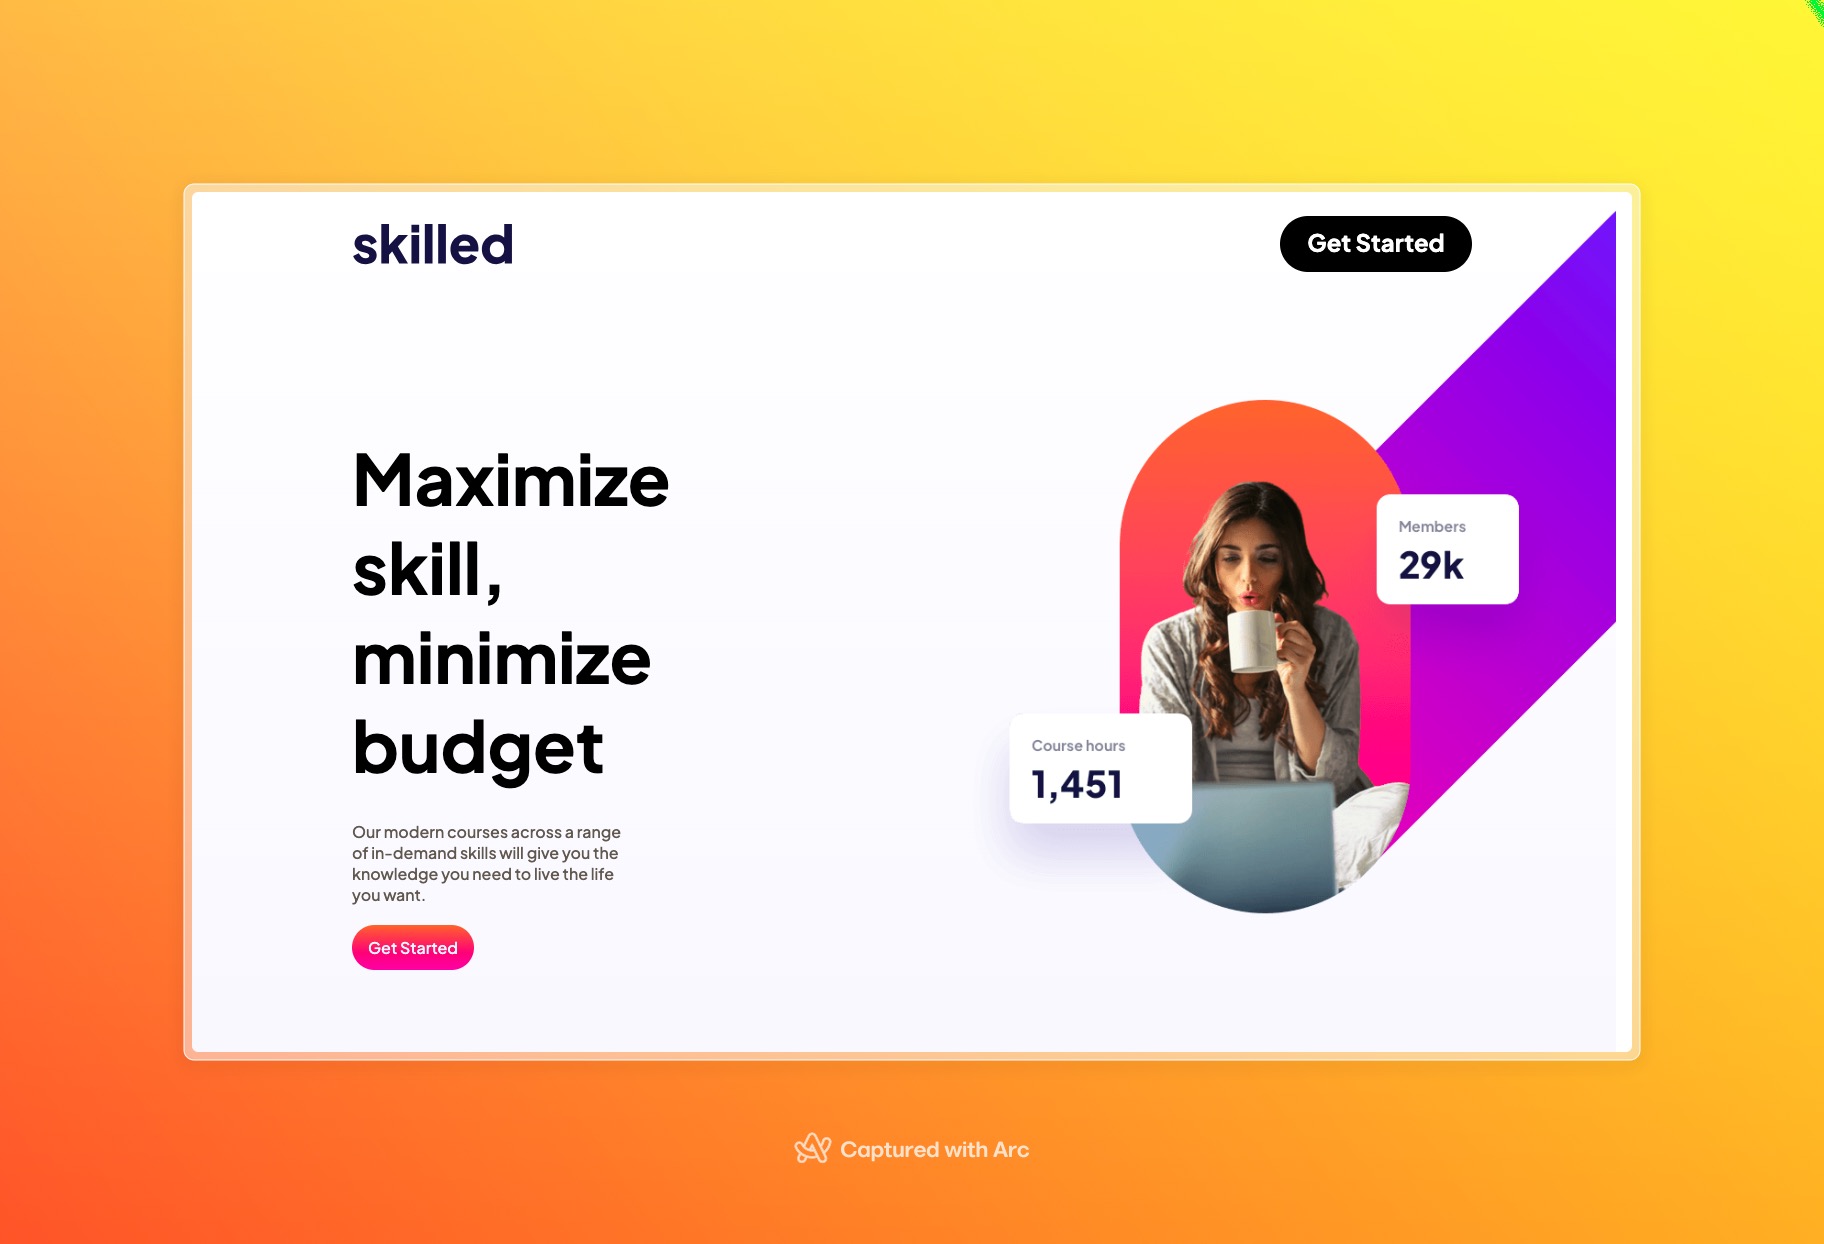 skilled
Get Started
Maximize
skill,
minimize
budget
Our modern courses across a range
of in-demand skills will give you the
knowledge you need to live the life
you want.
Get Started
Members
29k
Course hours
1,451
Captured with Arc